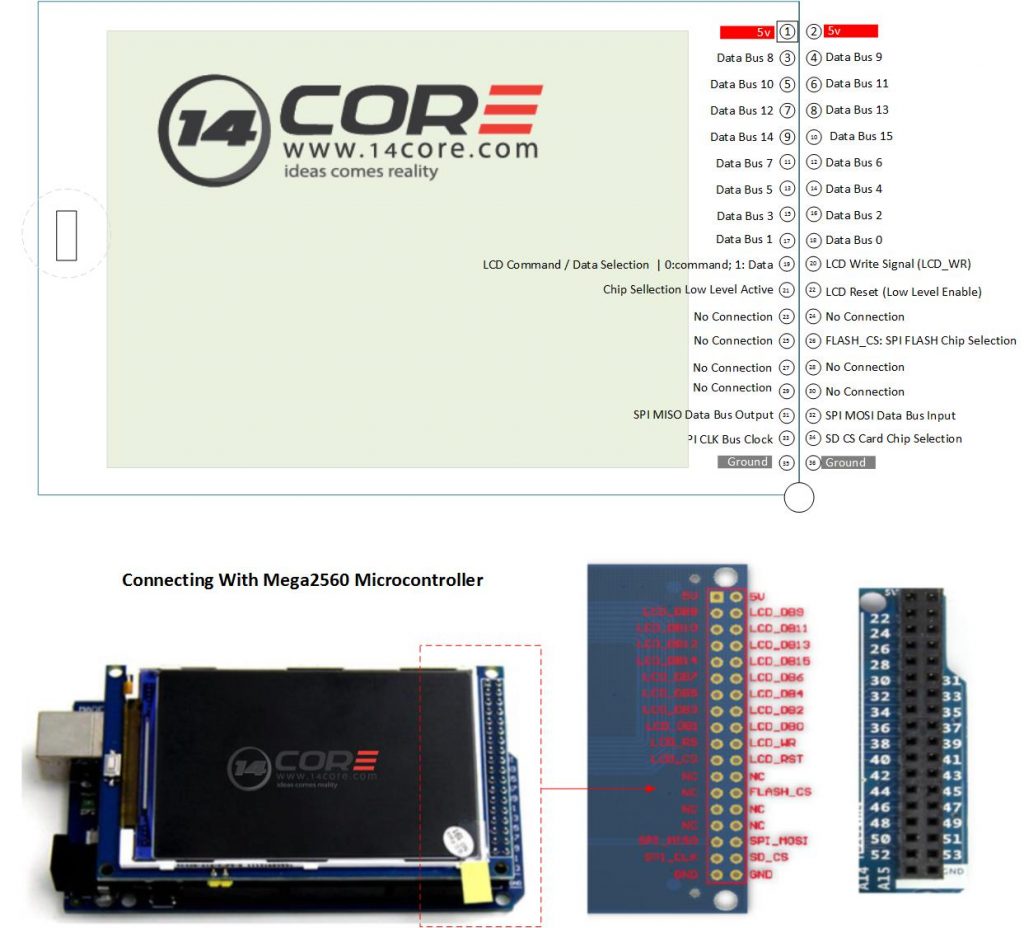 5v 1 2 5v
Data Bus 8 3 4 Data Bus 9
Data Bus 10 5 6 Data Bus 11
Data Bus 12 7 8 Data Bus 13
Data Bus 14 9 10 Data Bus 15
Data Bus 7 11 12 Data Bus 6
Data Bus 5 13 14 Data Bus 4
Data Bus 3 15 16 Data Bus 2
Data Bus 1 17 18 Data Bus 0
LCD Command / Data Selection | 0:command; 1: Data 19 20 LCD Write Signal (LCD_WR)
Chip Sellection Low Level Active 21 22 LCD Reset (Low Level Enable)
No Connection 23 24 No Connection
No Connection 25 26 FLASH_CS: SPI FLASH Chip Selection
No Connection 27 28 No Connection
No Connection 29 30 No Connection
SPI MISO Data Bus Output 31 32 SPI MOSI Data Bus Input
PI CLK Bus Clock 33 34 SD CS Card Chip Selection
Ground 35 36 Ground
14 CORE
www.14core.com
ideas comes reality
Connecting With Mega2560 Microcontroller
14 CORE
www.14core.com
ideas comes reality
5V 5V
LCD_DB8 LCD_DB9
LCD_DB10 LCD_DB11
LCD_DB12 LCD_DB13
LCD_DB14 LCD_DB15
LCD_DB7 LCD_DB6
LCD_DB5 LCD_DB4
LCD_DB3 LCD_DB2
LCD_DB1 LCD_DB0
LCD_RS LCD_WR
LCD_CS LCD_RST
NC NC
NC FLASH_CS
NC NC
NC NC
SPI_MISO SPI_MOSI
SPI_CLK SD_CS
GND GND
5V
22
24
26
28
30 31
32 33
34 35
36 37
38 39
40 41
42 43
44 45
46 47
48 49
50 51
52 53
A14 A15 GND